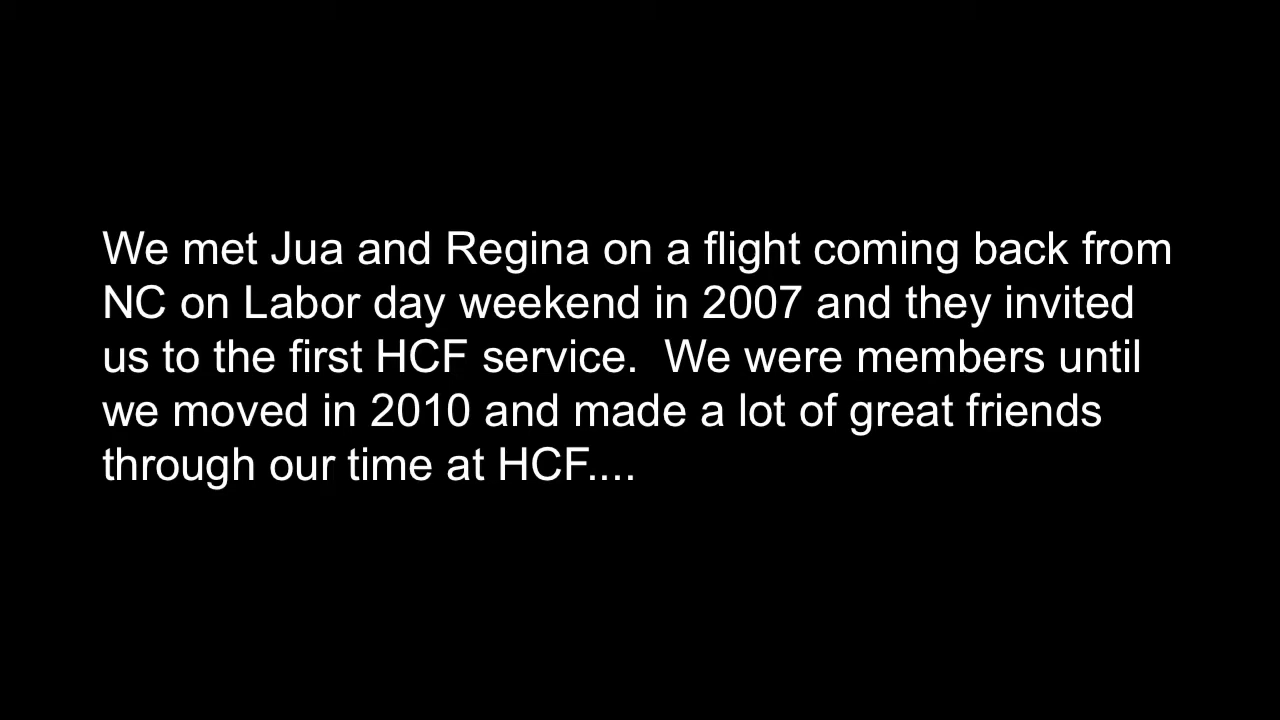 We met Jua and Regina on a flight coming back from
NC on Labor day weekend in 2007 and they invited
us to the first HCF service.  We were members until
we moved in 2010 and made a lot of great friends
through our time at HCF....